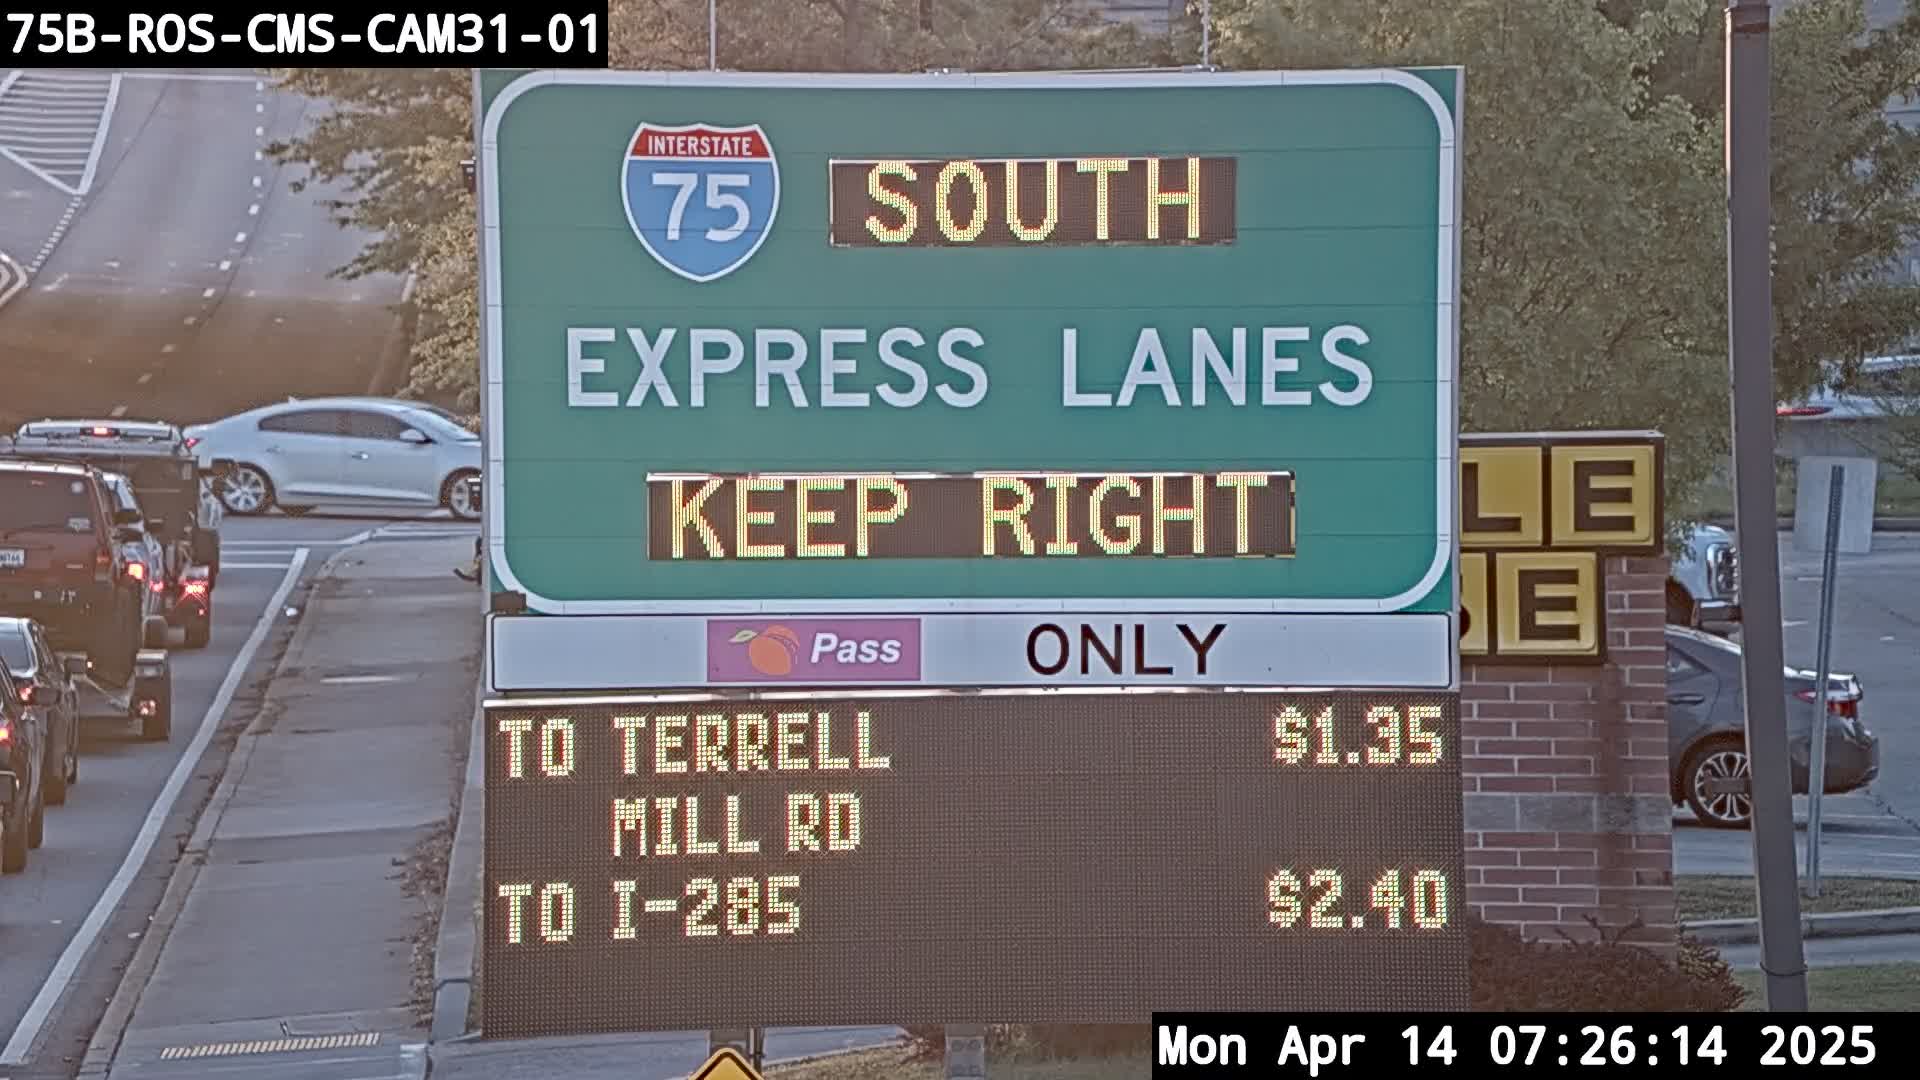 75B-ROS-CMS-CAM31-01
INTERSTATE
75
SOUTH
EXPRESS LANES
KEEP RIGHT
Pass ONLY
TO TERRELL $1.35
MILL RD
TO I-285 $2.40
LE
E
Mon Apr 14 07:26:14 2025